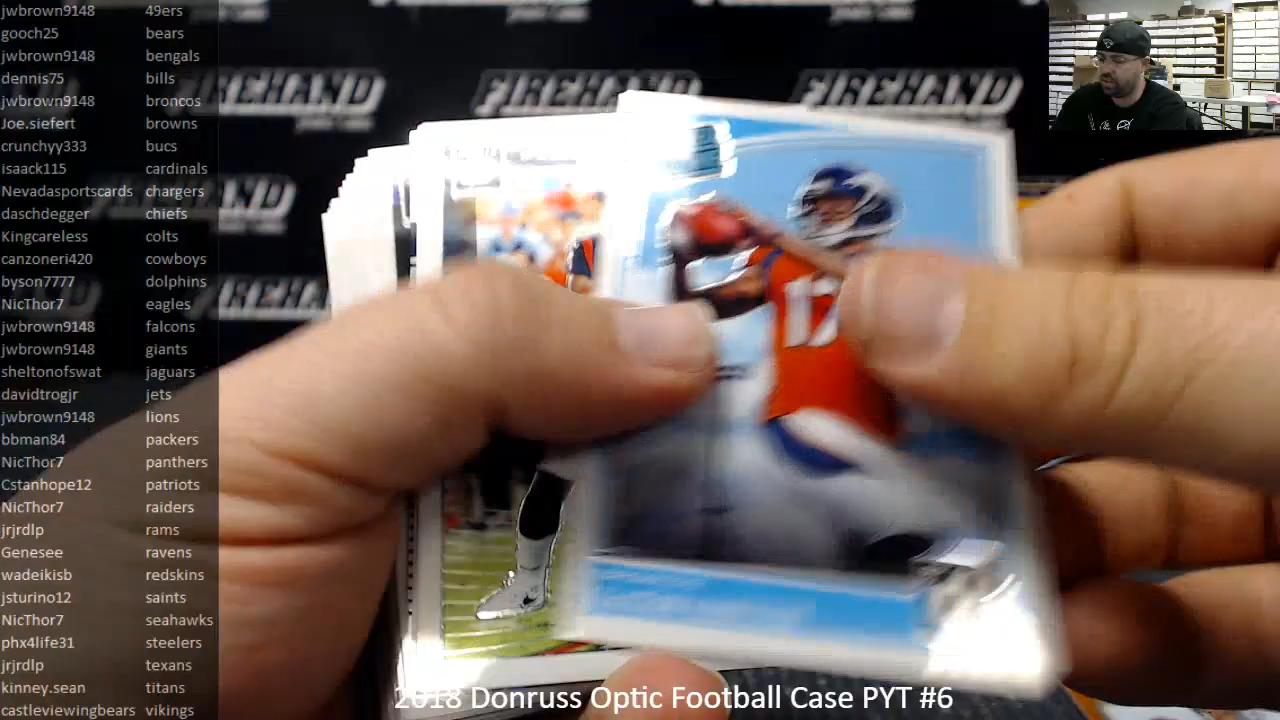 jwbrown9148 49ers
gooch25 bears
jwbrown9148 bengals
dennis75 bills
jwbrown9148 broncos
Joe.siefert browns
crunchyy333 bucs
isaack115 cardinals
Nevadasportscards chargers
daschdegger chiefs
Kingcareless colts
canzoneri420 cowboys
byson7777 dolphins
NicThor7 eagles
jwbrown9148 falcons
jwbrown9148 giants
sheltonofswat jaguars
davidtrogjr jets
jwbrown9148 lions
bbman84 packers
NicThor7 panthers
Cstanhope12 patriots
NicThor7 raiders
jrjrdlp rams
Genesee ravens
wadeikisb redskins
jsturino12 saints
NicThor7 seahawks
phx4life31 steelers
jrjrdlp texans
kinney.sean titans
castleviewingbears vikings
2018 Donruss Optic Football Case PYT #6